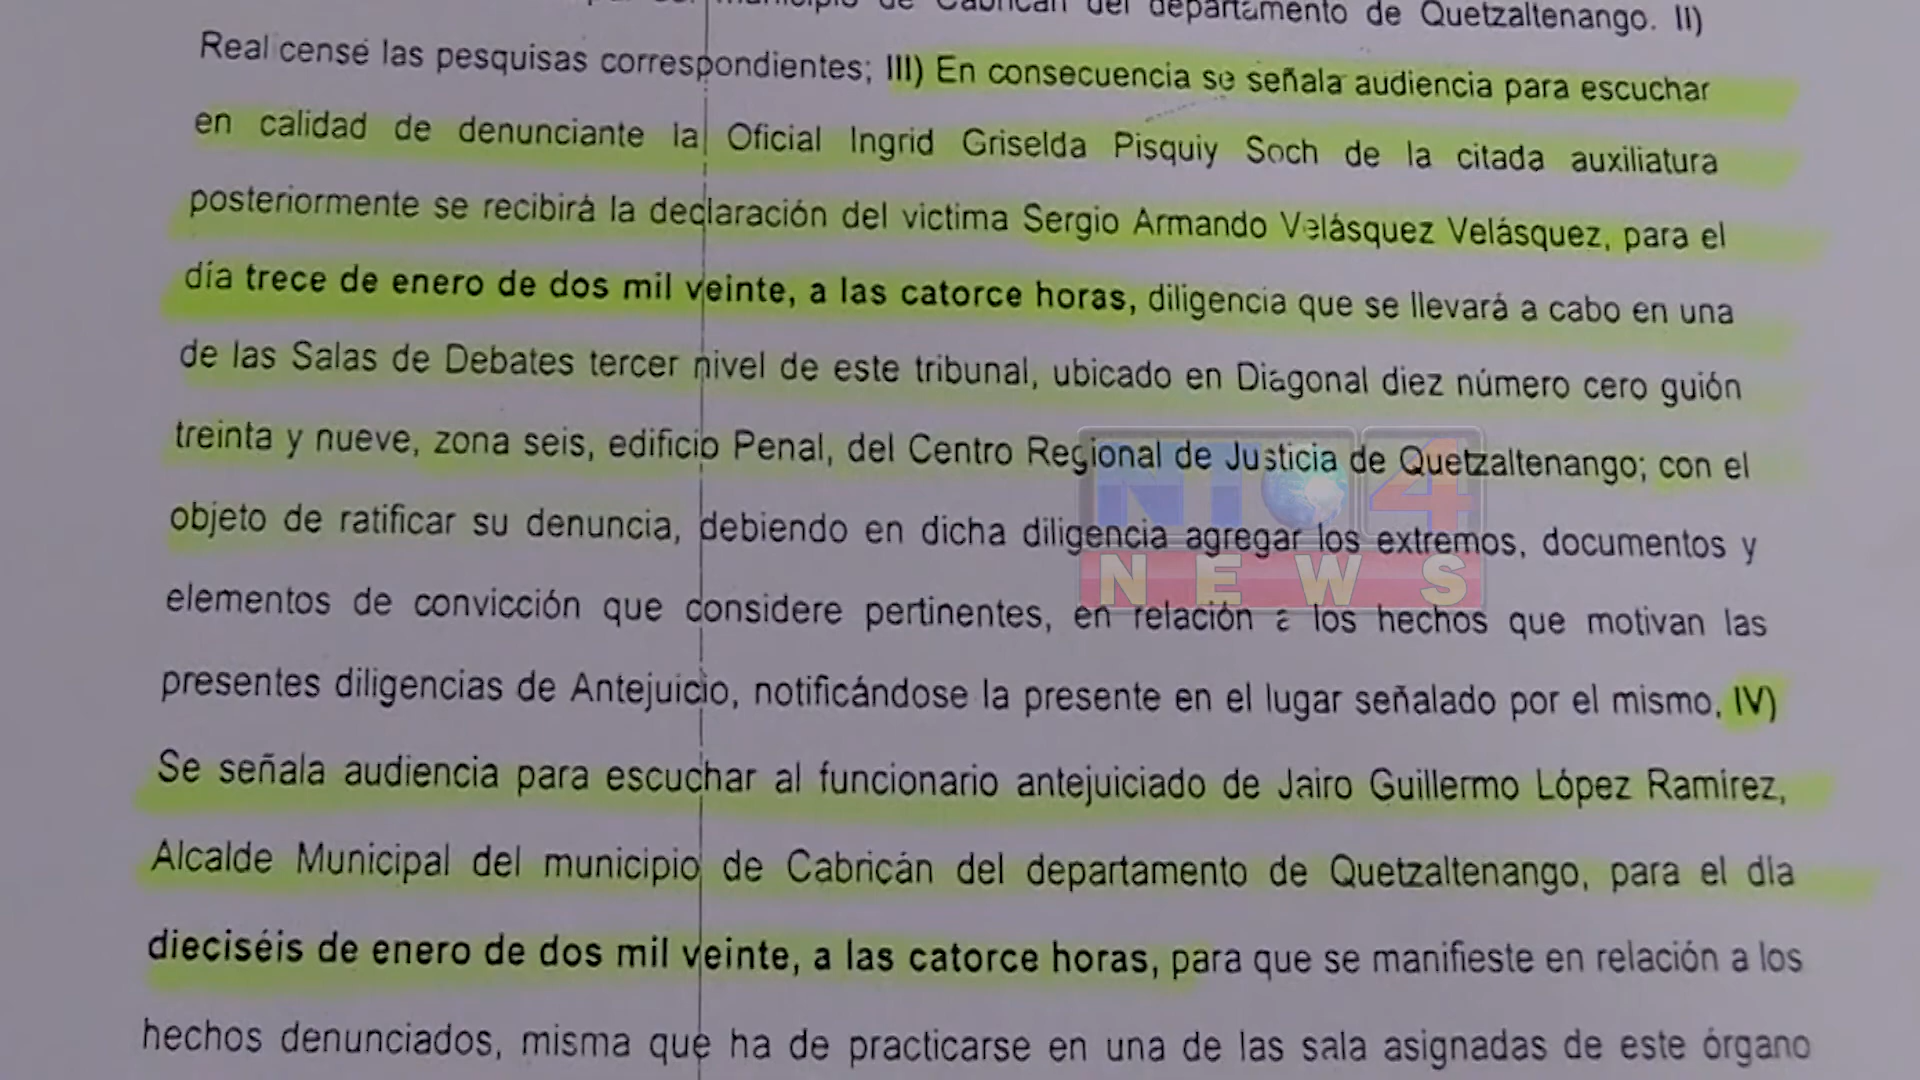 de Cabricán del departamento de Quetzaltenango. II)
Real cense las pesquisas correspondientes; III) En consecuencia se señala audiencia para escuchar
en calidad de denunciante la Oficial Ingrid Griselda Pisquiy Soch de la citada auxiliatura
posteriormente se recibirá la declaración del victima Sergio Armando Velásquez Velásquez, para el
día trece de enero de dos mil veinte, a las catorce horas, diligencia que se llevará a cabo en una
de las Salas de Debates tercer nivel de este tribunal, ubicado en Diagonal diez número cero guión
treinta y nueve, zona seis, edificio Penal, del Centro Regional de Justicia de Quetzaltenango; con el
objeto de ratificar su denuncia, debiendo en dicha diligencia agregar los extremos, documentos y
elementos de convicción que considere pertinentes, en relación a los hechos que motivan las
presentes diligencias de Antejuicio, notificándose la presente en el lugar señalado por el mismo. IV)
Se señala audiencia para escuchar al funcionario antejuiciado de Jairo Guillermo López Ramírez,
Alcalde Municipal del municipio de Cabricán del departamento de Quetzaltenango, para el día
dieciséis de enero de dos mil veinte, a las catorce horas, para que se manifieste en relación a los
hechos denunciados, misma que ha de practicarse en una de las sala asignadas de este órgano
4
NEWS